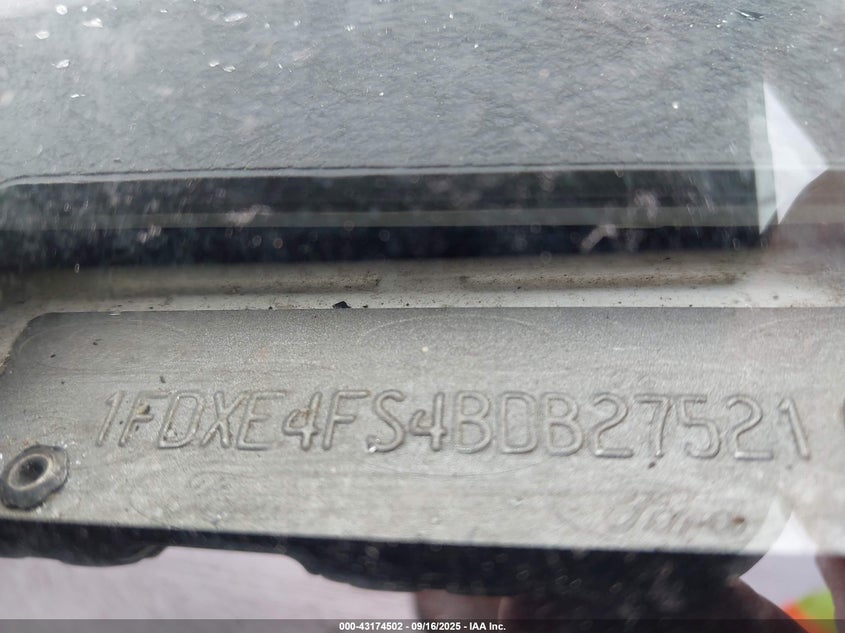 1FDXE4FS4BDB27521
000-43174502 - 09/16/2025 - IAA Inc.